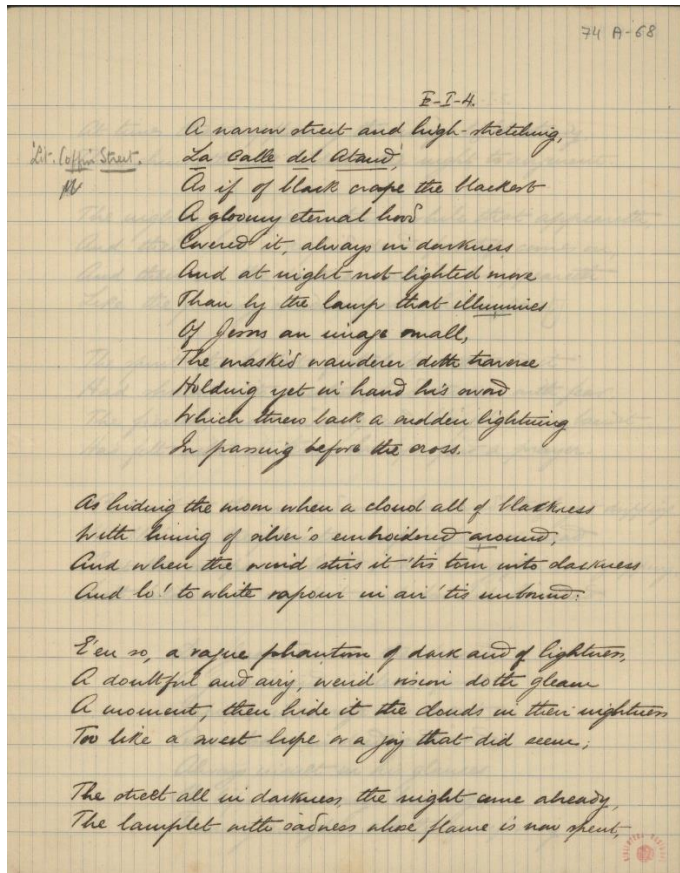 74 A-68
E-I-4.
A narrow street and high-stretching,
'Lit. Coffin Street.
La Calle del Ataud,
As if of black crape the blackest
A gloomy eternal hood
Covered it, always in darkness
And at night not lighted more
Than by the lamp that illumines
Of Jesus an image small,
The masked wanderer doth traverse
Holding yet in hand his sword
Which threw back a sudden lightning
In passing before the cross.
As hiding the moon when a cloud all of blackness
With lining of silver's embroidered around,
And when the wind stirs it 'tis torn into darkness
And lo! to white vapour in air 'tis unbound:
E'en so, a vague phantom of dark and of lightness,
A doubtful and airy, weird vision doth gleam
A moment, then hide it the clouds in their nightness
Too like a sweet hope or a joy that did seem;
The street all in darkness, the night come already,
The lamplet with sadness whose flame is now spent,